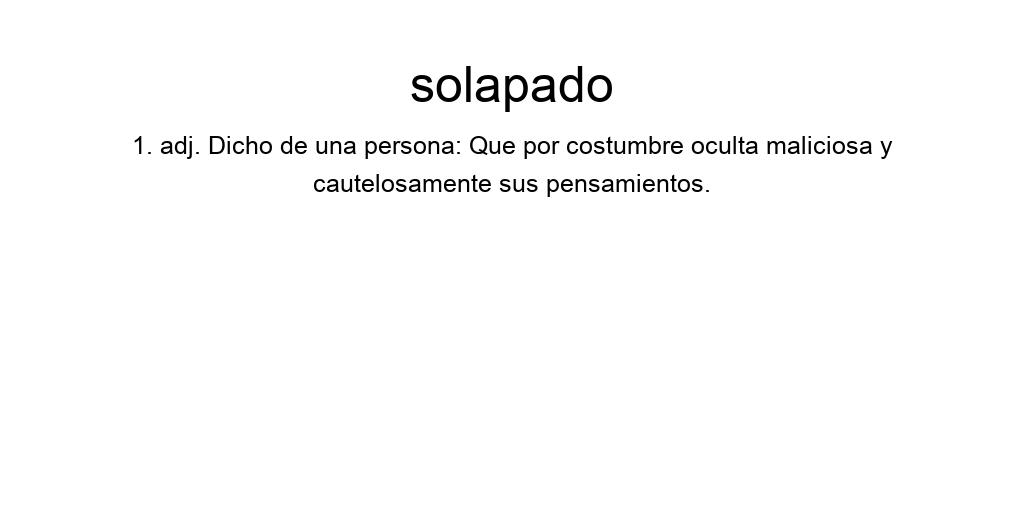 solapado
1. adj. Dicho de una persona: Que por costumbre oculta maliciosa y
cautelosamente sus pensamientos.